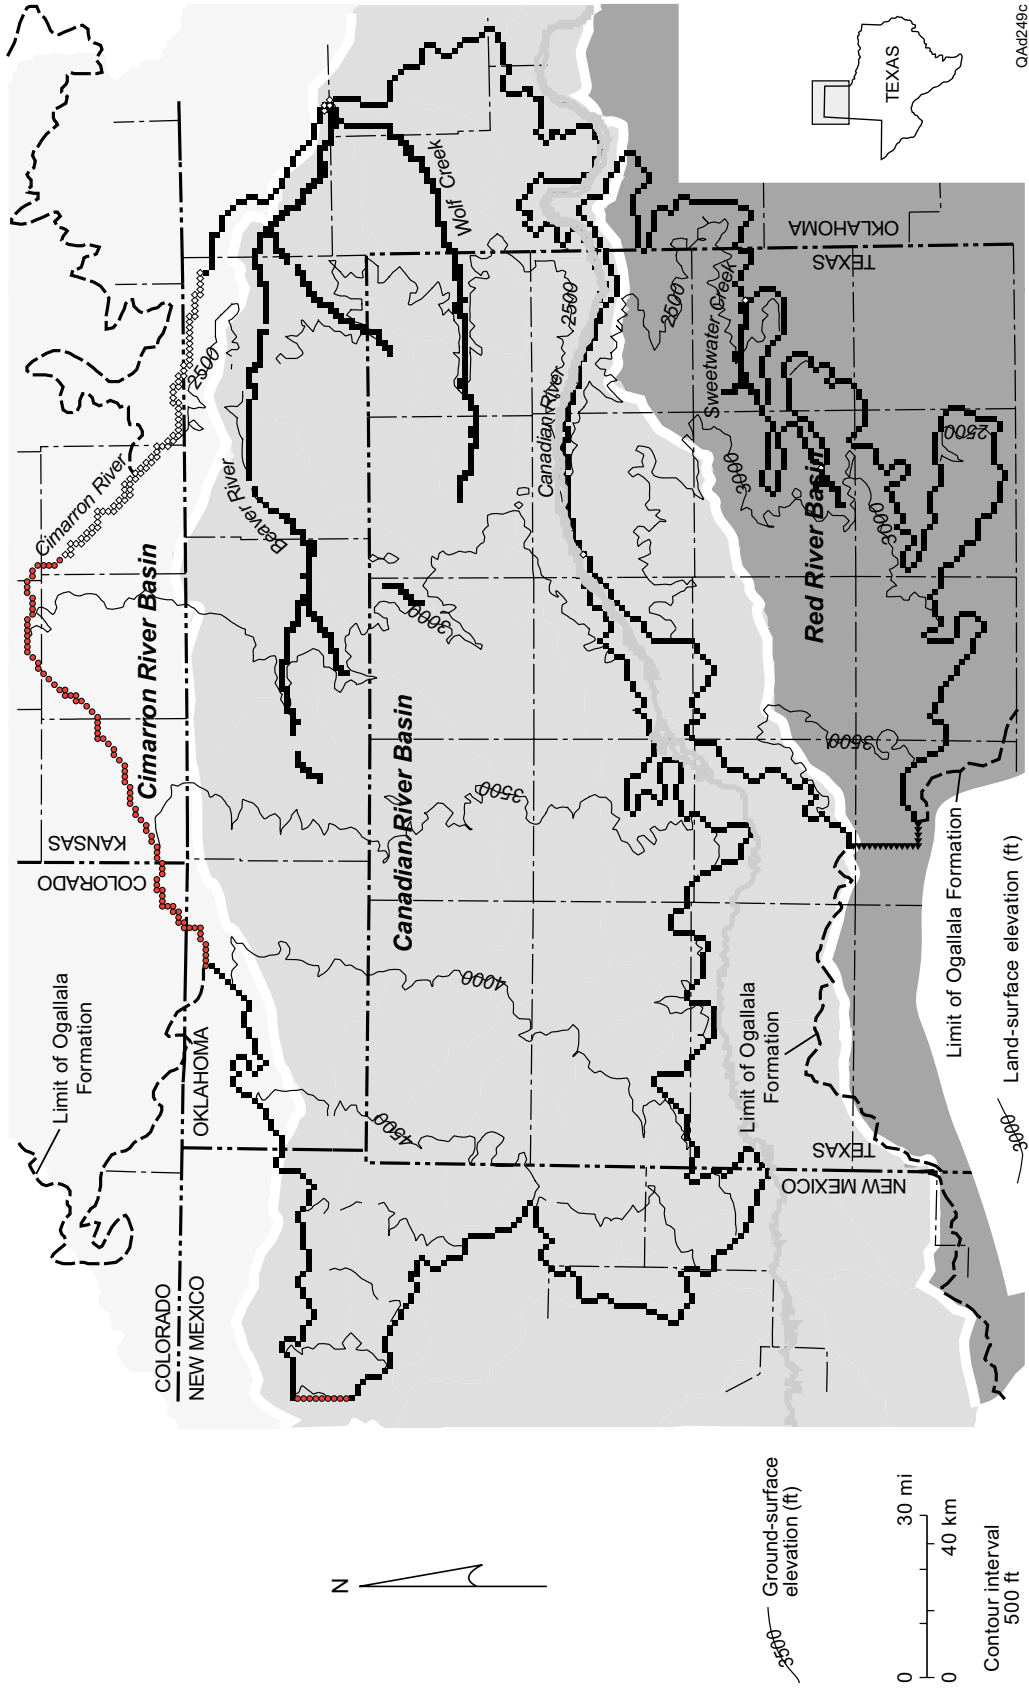 Limit of Ogallala
Formation
COLORADO
KANSAS
Cimarron River
COLORADO
NEW MEXICO
OKLAHOMA
Cimarron River Basin
2500
Beaver River
Wolf Creek
3000
3500
4000
4500
Canadian River Basin
Canadian River
2500
Limit of Ogallala
Formation
NEW MEXICO
TEXAS
TEXAS
OKLAHOMA
2500
Sweetwater Creek
3000
3000
2500
3500
Red River Basin
Limit of Ogallala Formation
TEXAS
QAd249c
N
3500
Ground-surface
elevation (ft)
0 30 mi
0 40 km
Contour interval
500 ft
3000
Land-surface elevation (ft)